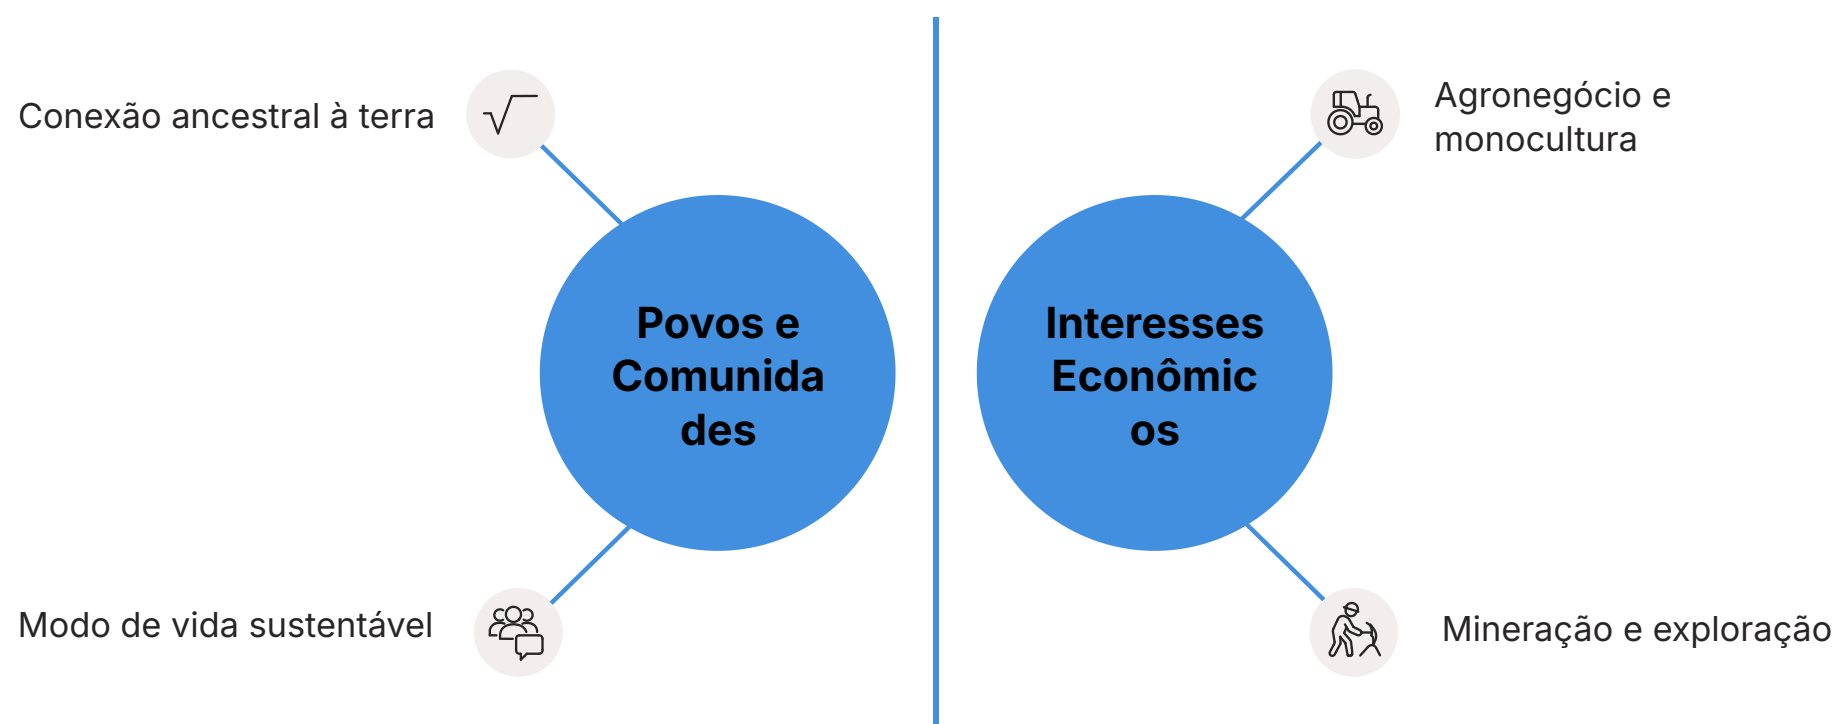 Conexão ancestral à terra
Modo de vida sustentável
Povos e
Comunida
des
Interesses
Econômic
os
Agronegócio e
monocultura
Mineração e exploração